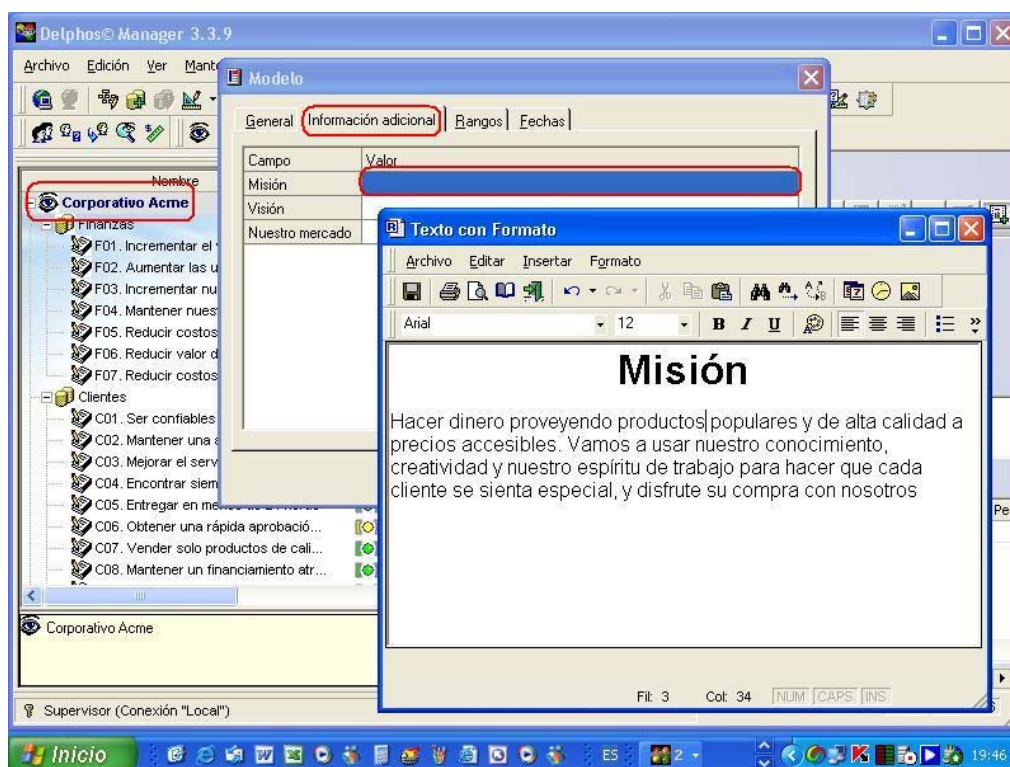 Delphos© Manager 3.3.9
Archivo Edición Ver
Modelo
General Información adicional Rangos Fechas
Campo Valor
Misión
Visión
Nuestro mercado
Nombre
Corporativo Acme
Finanzas
F01. Incrementar el
F02. Aumentar las u
F03. Incrementar nu
F04. Mantener nues
F05. Reducir costos
F06. Reducir valor d
F07. Reducir costos
Clientes
C01. Ser confiables
C02. Mantener una
C03. Mejorar el serv
C04. Encontrar siem
C05. Entregar en
C06. Obtener una rápida aprobació...
C07. Vender solo productos de cali...
C08. Mantener un financiamiento atr...
Corporativo Acme
Supervisor (Conexión "Local")
Texto con Formato
Archivo Editar Insertar Formato
Arial 12 B I U
Misión
Hacer dinero proveyendo productos populares y de alta calidad a
precios accesibles. Vamos a usar nuestro conocimiento,
creatividad y nuestro espíritu de trabajo para hacer que cada
cliente se sienta especial, y disfrute su compra con nosotros
Fil: 3 Col: 34 NUM CAPS INS
Pe
Inicio ES 2 19:46